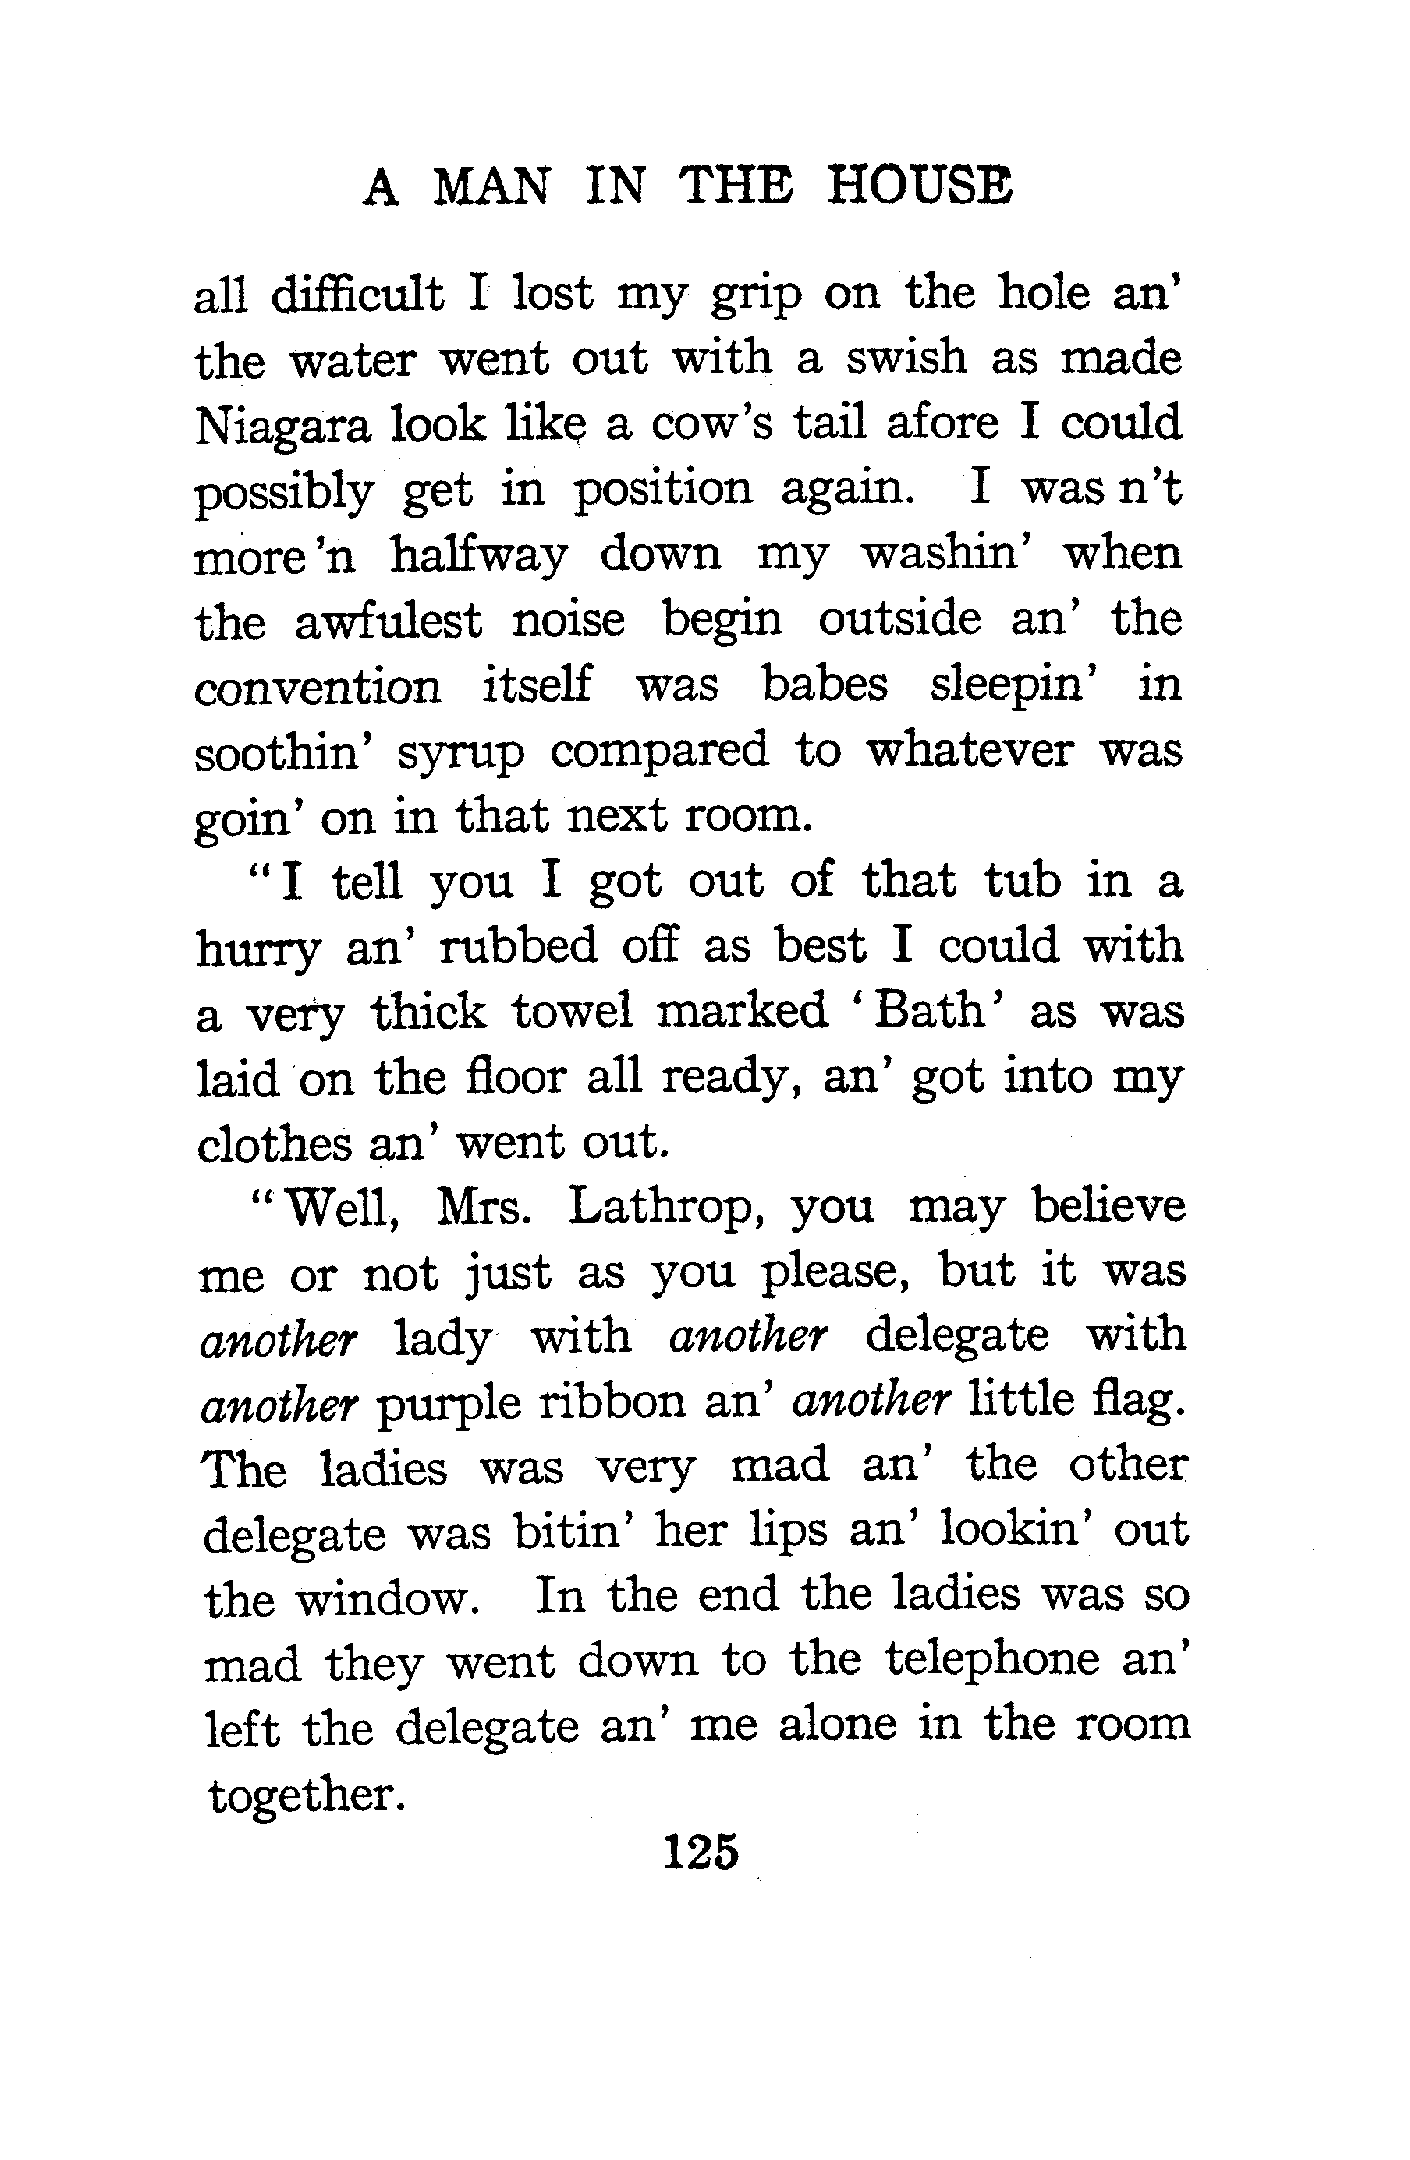 A MAN IN THE HOUSE
all difficult I lost my grip on the hole an'
the water went out with a swish as made
Niagara look like a cow's tail afore I could
possibly get in position again. I was n't
more 'n halfway down my washin' when
the awfulest noise begin outside an' the
convention itself was babes sleepin' in
soothin' syrup compared to whatever was
goin' on in that next room.
"I tell you I got out of that tub in a
hurry an' rubbed off as best I could with
a very thick towel marked 'Bath' as was
laid on the floor all ready, an' got into my
clothes an' went out.
"Well, Mrs. Lathrop, you may believe
me or not just as you please, but it was
another lady with another delegate with
another purple ribbon an' another little flag.
The ladies was very mad an' the other
delegate was bitin' her lips an' lookin' out
the window. In the end the ladies was so
mad they went down to the telephone an'
left the delegate an' me alone in the room
together.
125